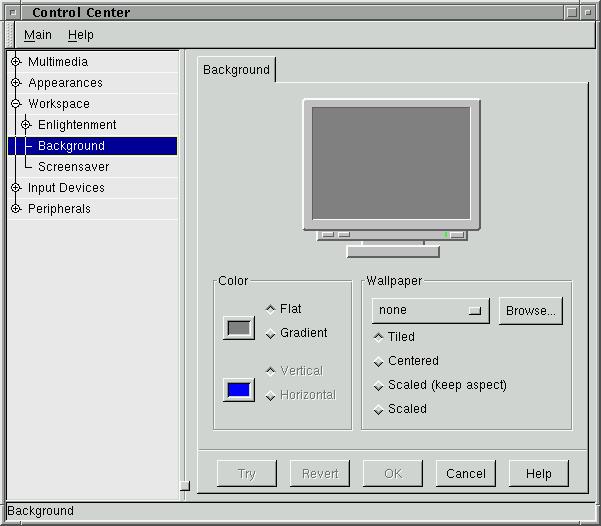 Control Center
Main Help
Multimedia
Appearances
Workspace
Enlightenment
Background
Screensaver
Input Devices
Peripherals
Background
Color
Flat
Gradient
Vertical
Horizontal
Wallpaper
none Browse...
Tiled
Centered
Scaled (keep aspect)
Scaled
Try Revert OK Cancel Help
Background